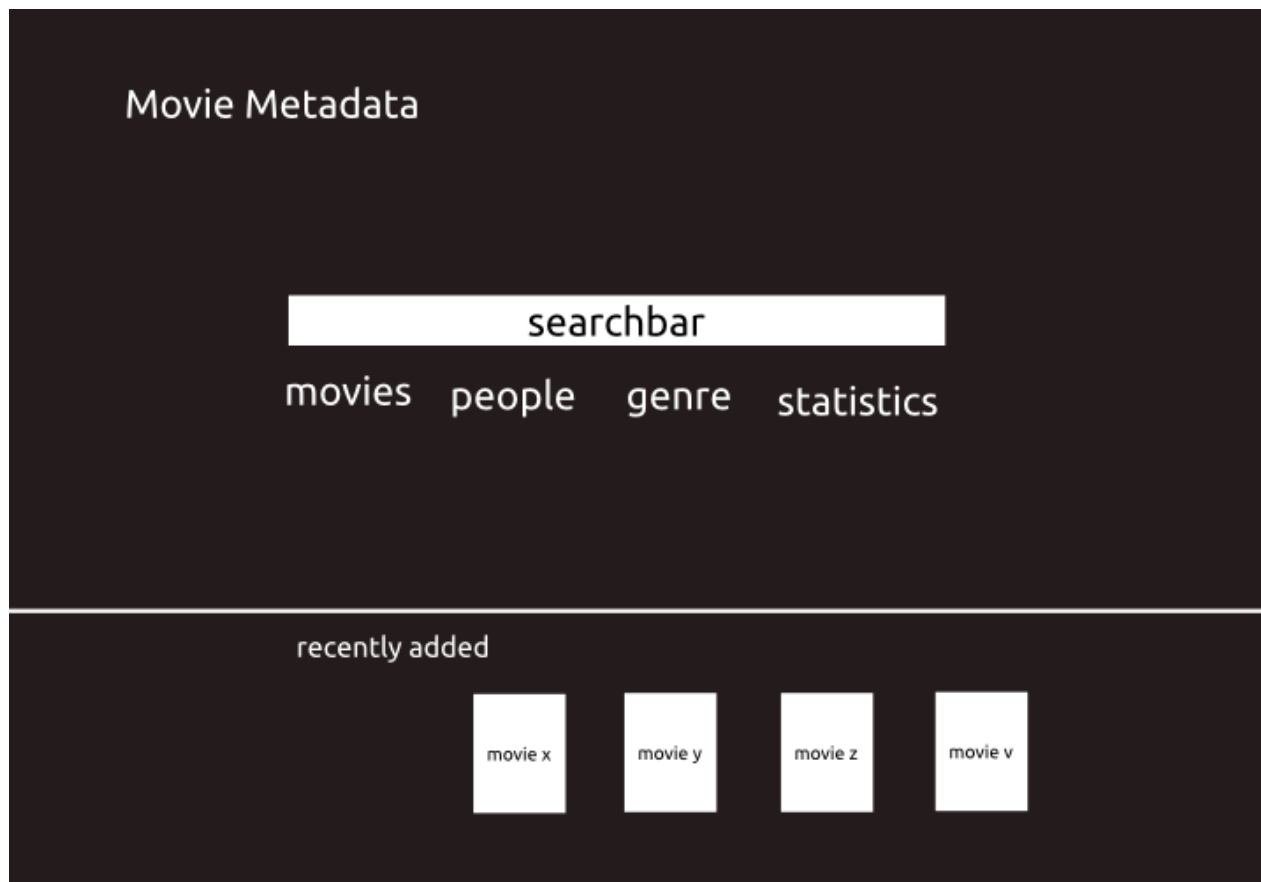 Movie Metadata
searchbar
movies people genre statistics
recently added
movie x movie y movie z movie v